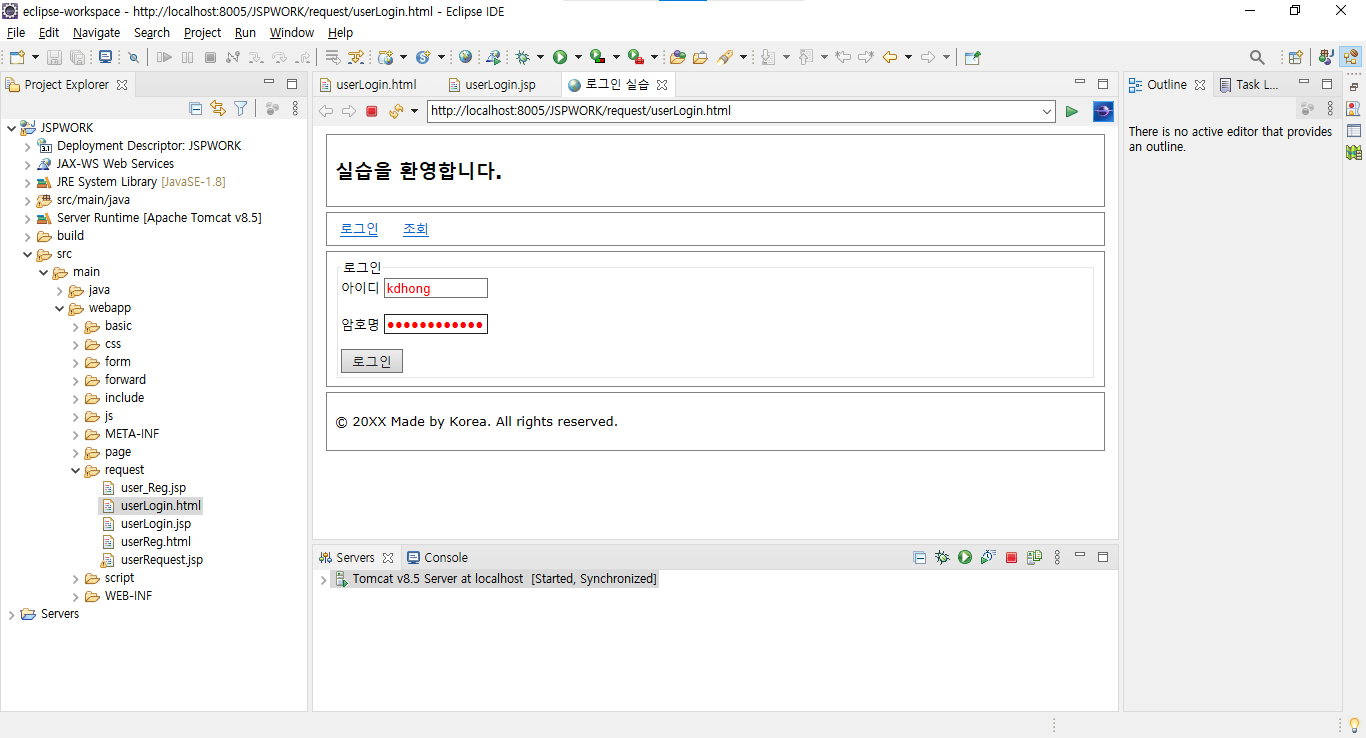 eclipse-workspace - http://localhost:8005/JSPWORK/request/userLogin.html - Eclipse IDE
File Edit Navigate Search Project Run Window Help
Project Explorer
JSPWORK
3.1 Deployment Descriptor: JSPWORK
JAX-WS Web Services
JRE System Library [JavaSE-1.8]
src/main/java
Server Runtime [Apache Tomcat v8.5]
build
src
main
java
webapp
basic
css
form
forward
include
js
META-INF
page
request
user_Reg.jsp
userLogin.html
userLogin.jsp
userReg.html
userRequest.jsp
script
WEB-INF
Servers
userLogin.html userLogin.jsp 로그인 실습
http://localhost:8005/JSPWORK/request/userLogin.html
실습을 환영합니다.
로그인 조회
로그인
아이디 kdhong
암호명 ●●●●●●●●●●●●
로그인
© 20XX Made by Korea. All rights reserved.
Servers Console
Tomcat v8.5 Server at localhost [Started, Synchronized]
Outline Task L...
There is no active editor that provides
an outline.